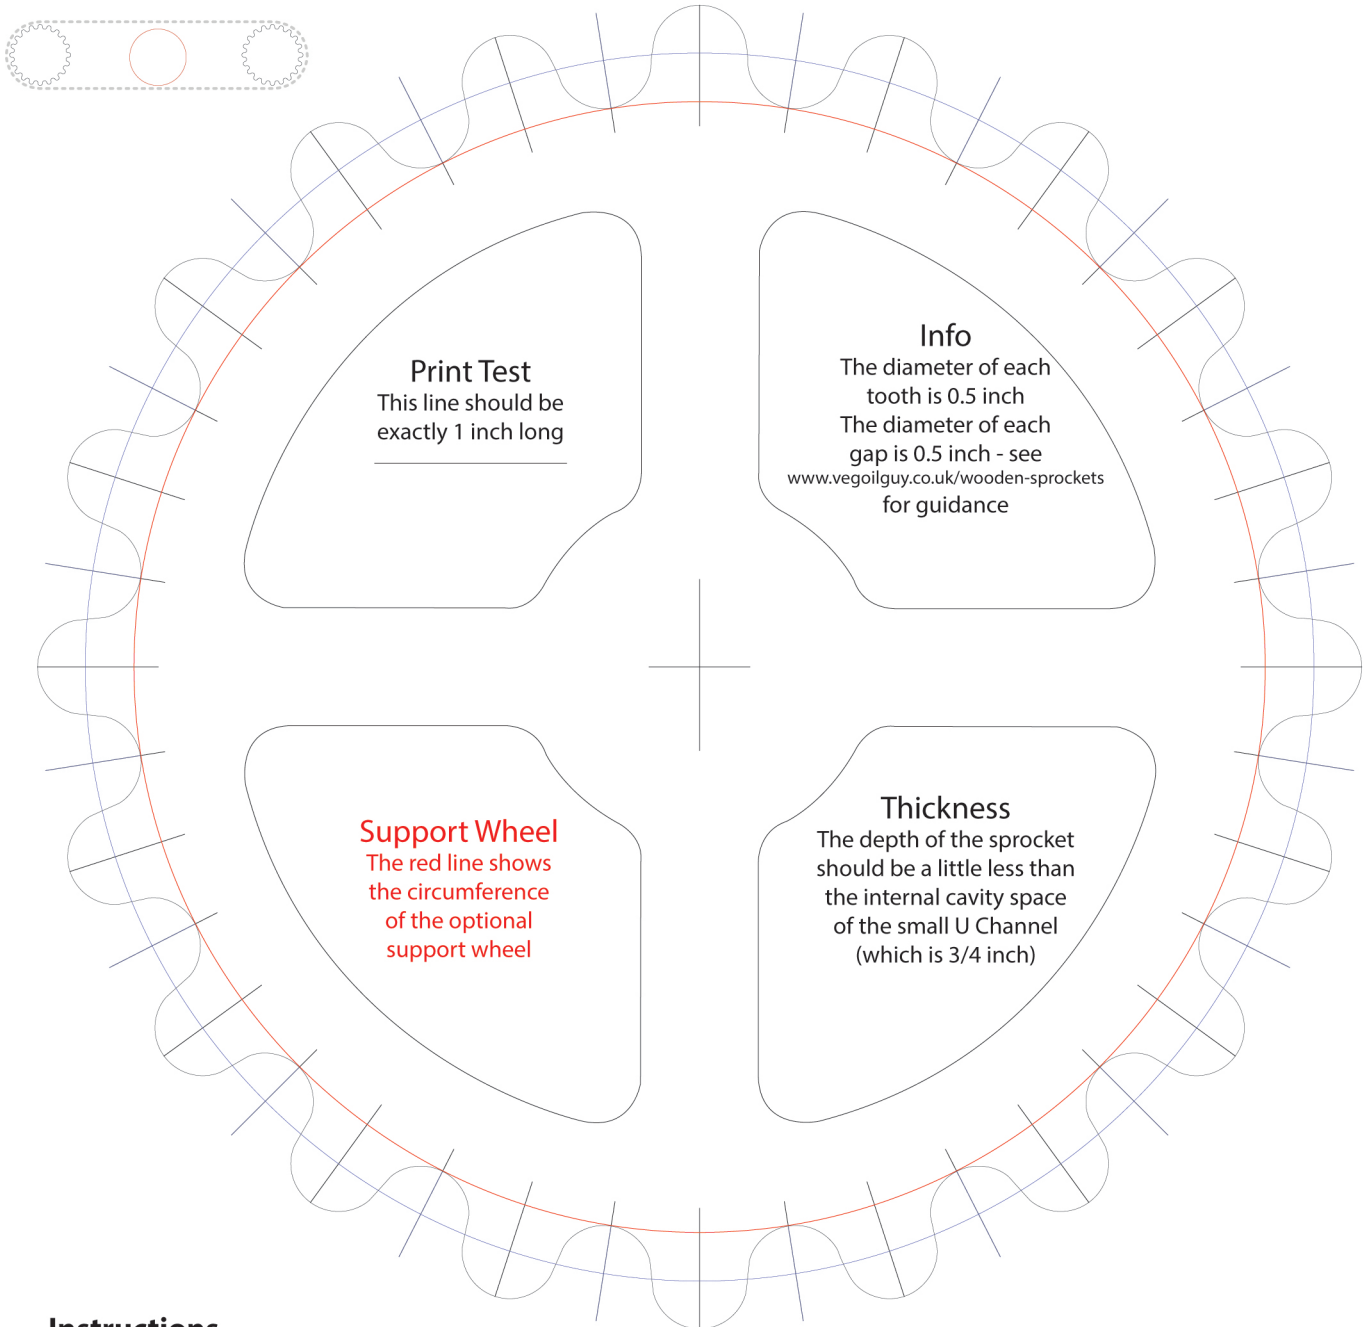 Print Test
This line should be
exactly 1 inch long
Info
The diameter of each
tooth is 0.5 inch
The diameter of each
gap is 0.5 inch - see
www.vegoilguy.co.uk/wooden-sprockets
for guidance
Support Wheel
The red line shows
the circumference
of the optional
support wheel
Thickness
The depth of the sprocket
should be a little less than
the internal cavity space
of the small U Channel
(which is 3/4 inch)
Instructions